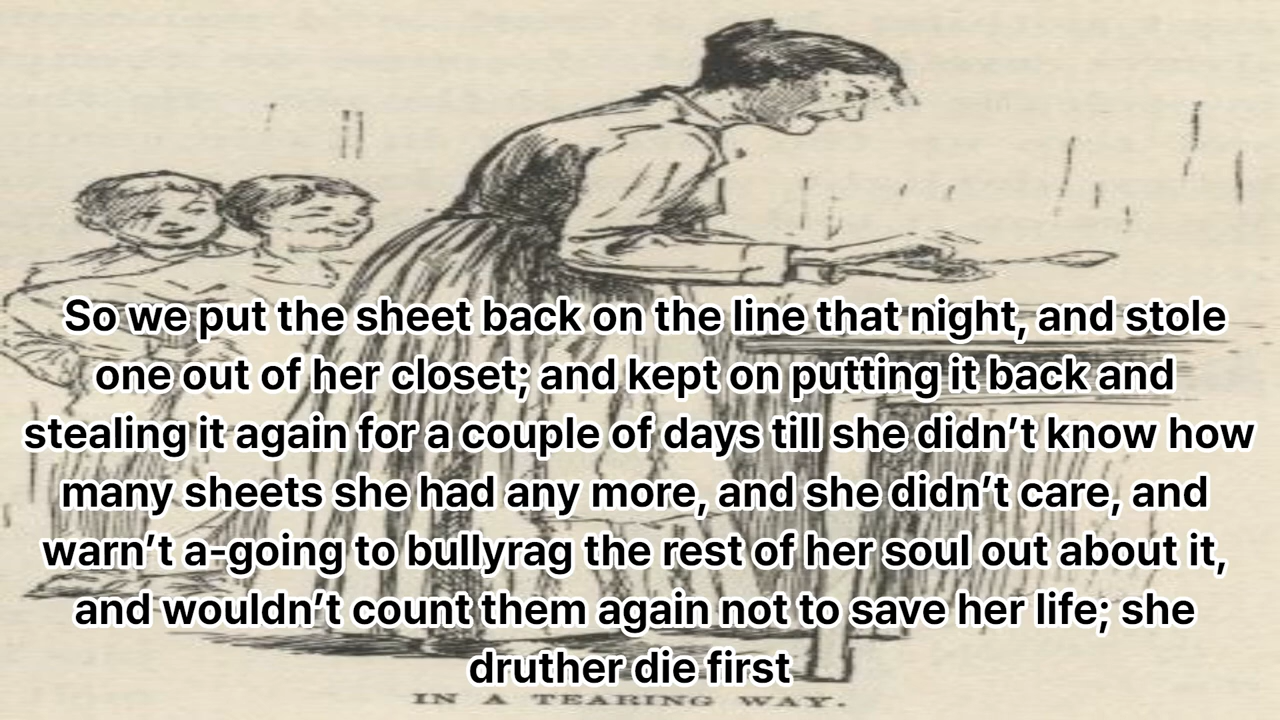 So we put the sheet back on the line that night, and stole
one out of her closet; and kept on putting it back and
stealing it again for a couple of days till she didn’t know how
many sheets she had any more, and she didn’t care, and
warn’t a-going to bullyrag the rest of her soul out about it,
and wouldn’t count them again not to save her life; she
druther die first
IN A TEARING WAY.